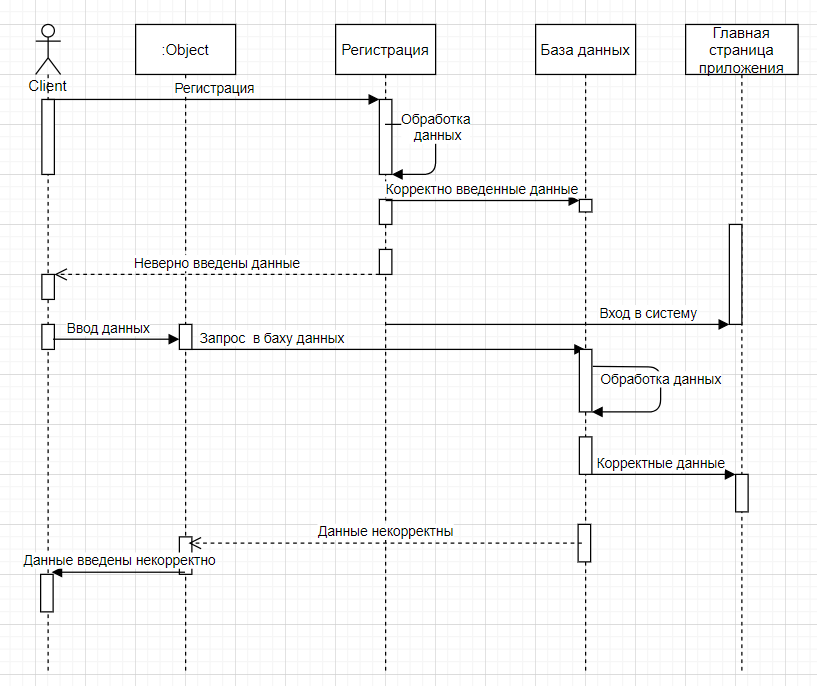 Client
:Object
Регистрация
База данных
Главная
страница
приложения
Регистрация
Обработка
данных
Корректно введенные данные
Неверно введены данные
Вход в систему
Ввод данных
Запрос в баху данных
Обработка данных
Корректные данные
Данные некорректны
Данные введены некорректно